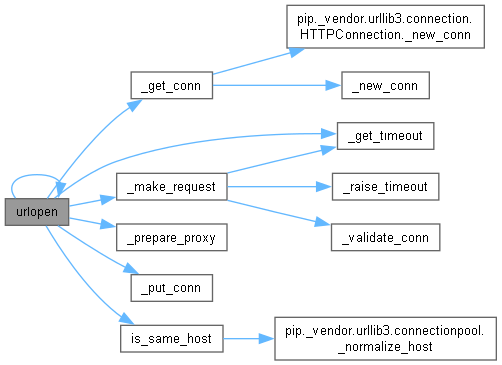 pip._vendor.urllib3.connection.
HTTPConnection._new_conn
_get_conn
_new_conn
_get_timeout
_make_request
_raise_timeout
urlopen
_prepare_proxy
_validate_conn
_put_conn
is_same_host
pip._vendor.urllib3.connectionpool.
_normalize_host